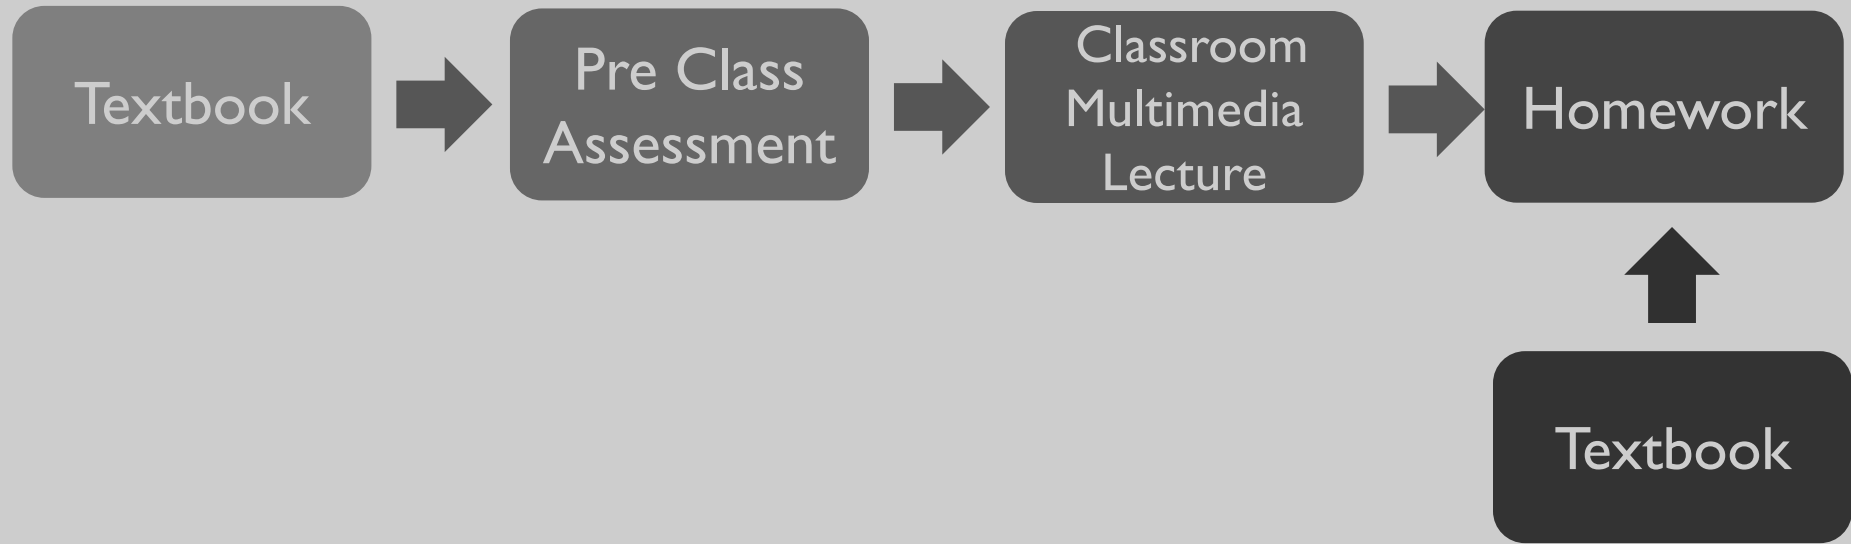 Textbook
Pre Class
Assessment
Classroom
Multimedia
Lecture
Homework
Textbook